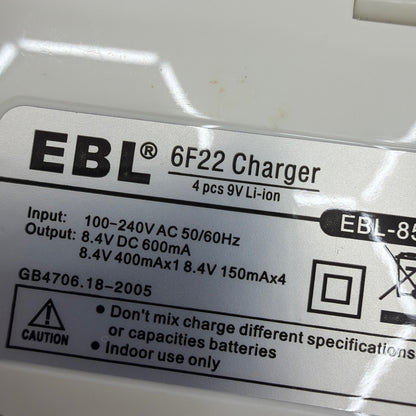 EBL® 6F22 Charger
4 pcs 9V Li-ion
EBL-85
Input: 100-240V AC 50/60Hz
Output: 8.4V DC 600mA
8.4V 400mAx1 8.4V 150mAx4
GB4706.18-2005
CAUTION
• Don't mix charge different specifications
or capacities batteries
• Indoor use only